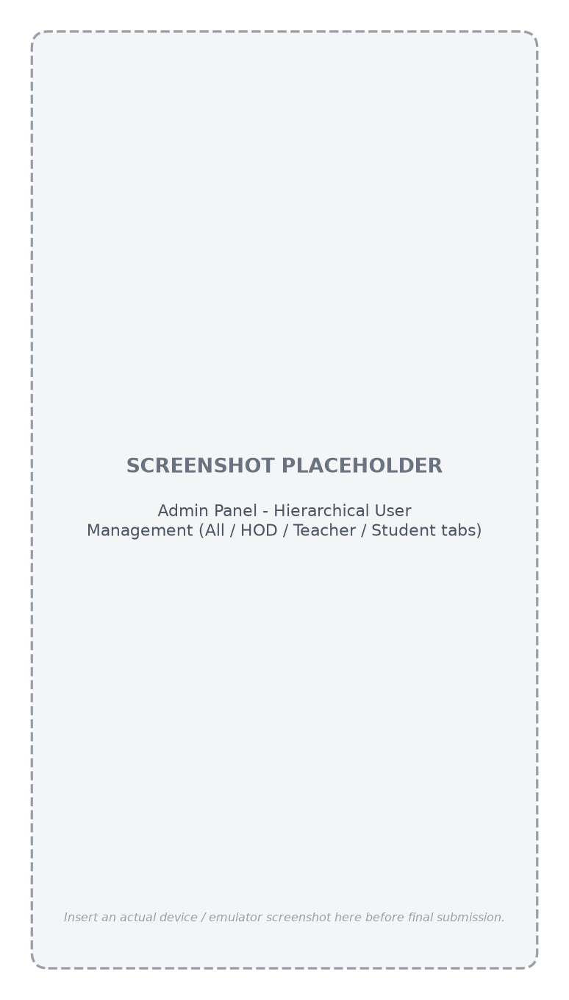 SCREENSHOT PLACEHOLDER
Admin Panel - Hierarchical User
Management (All / HOD / Teacher / Student tabs)
Insert an actual device / emulator screenshot here before final submission.